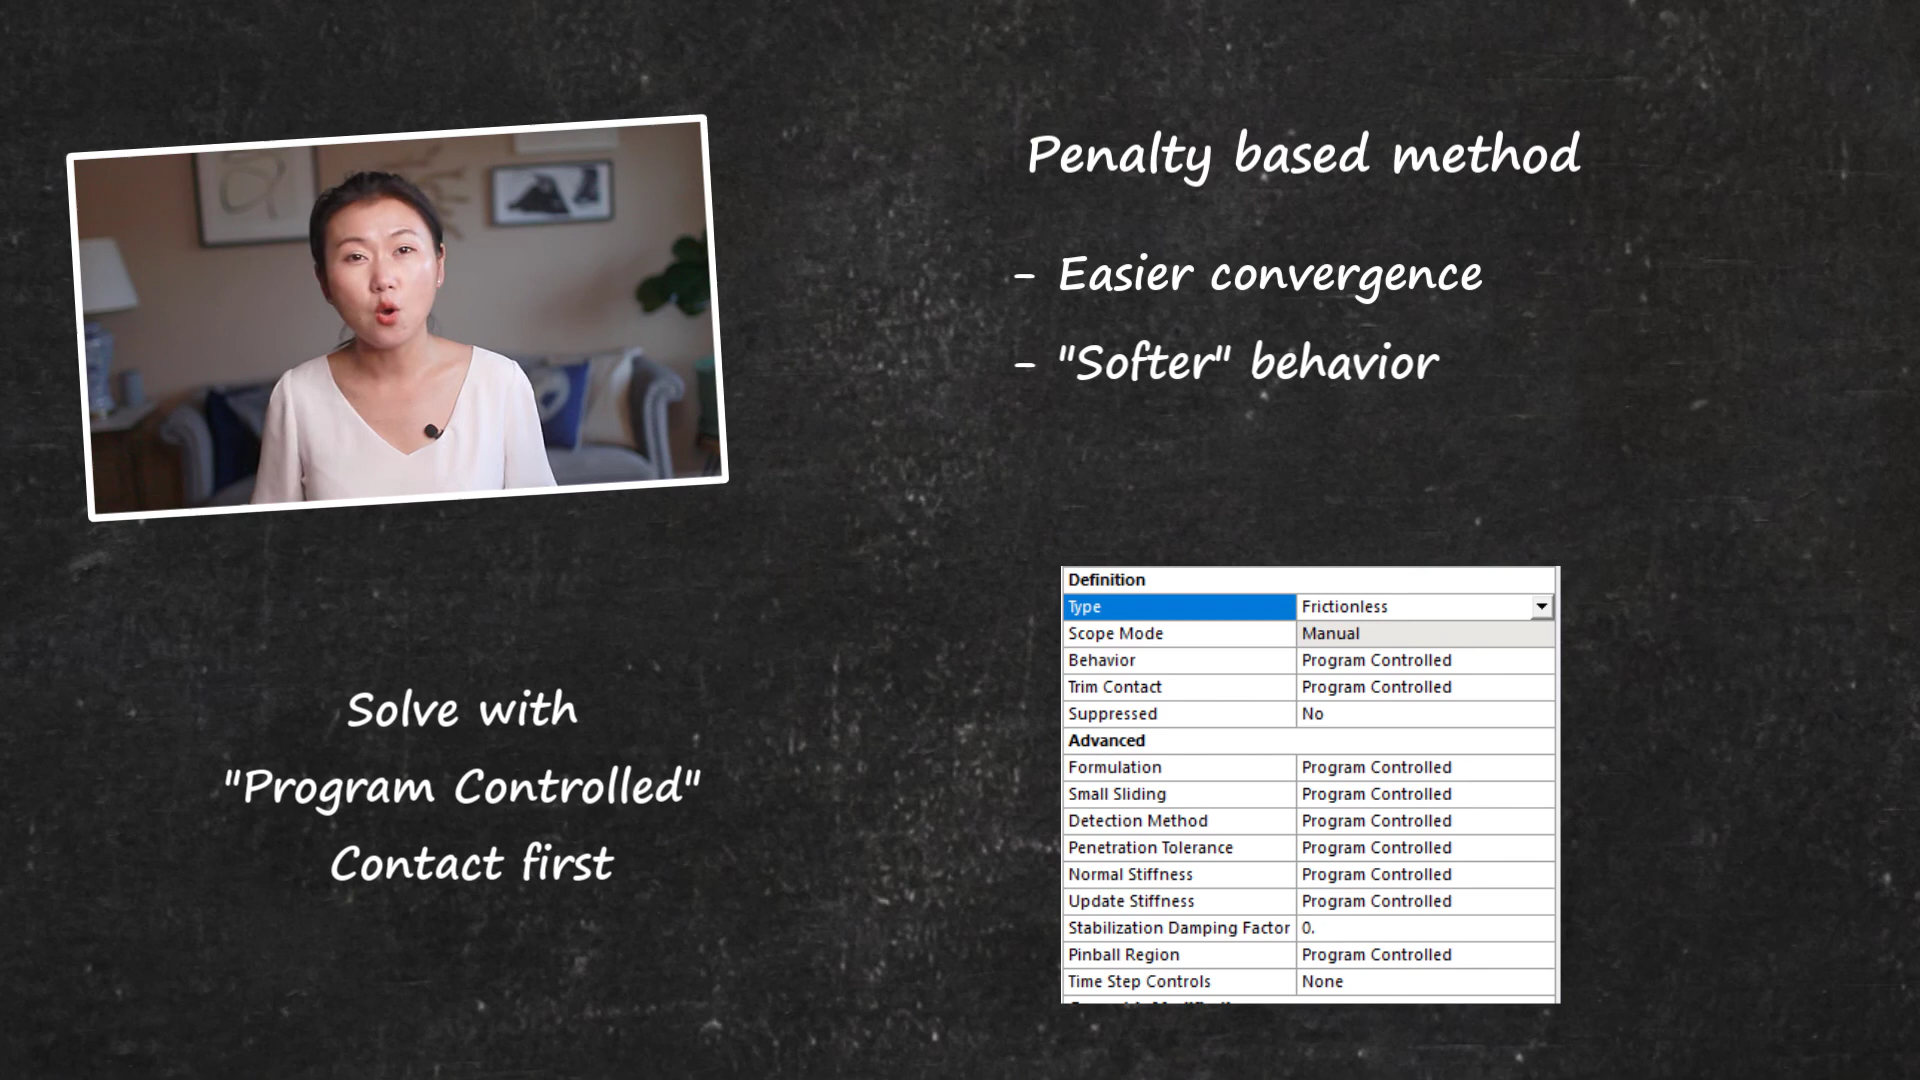 Penalty based method
- Easier convergence
- "Softer" behavior
Solve with
"Program Controlled"
Contact first
Definition
Type Frictionless
Scope Mode Manual
Behavior Program Controlled
Trim Contact Program Controlled
Suppressed No
Advanced
Formulation Program Controlled
Small Sliding Program Controlled
Detection Method Program Controlled
Penetration Tolerance Program Controlled
Normal Stiffness Program Controlled
Update Stiffness Program Controlled
Stabilization Damping Factor 0.
Pinball Region Program Controlled
Time Step Controls None